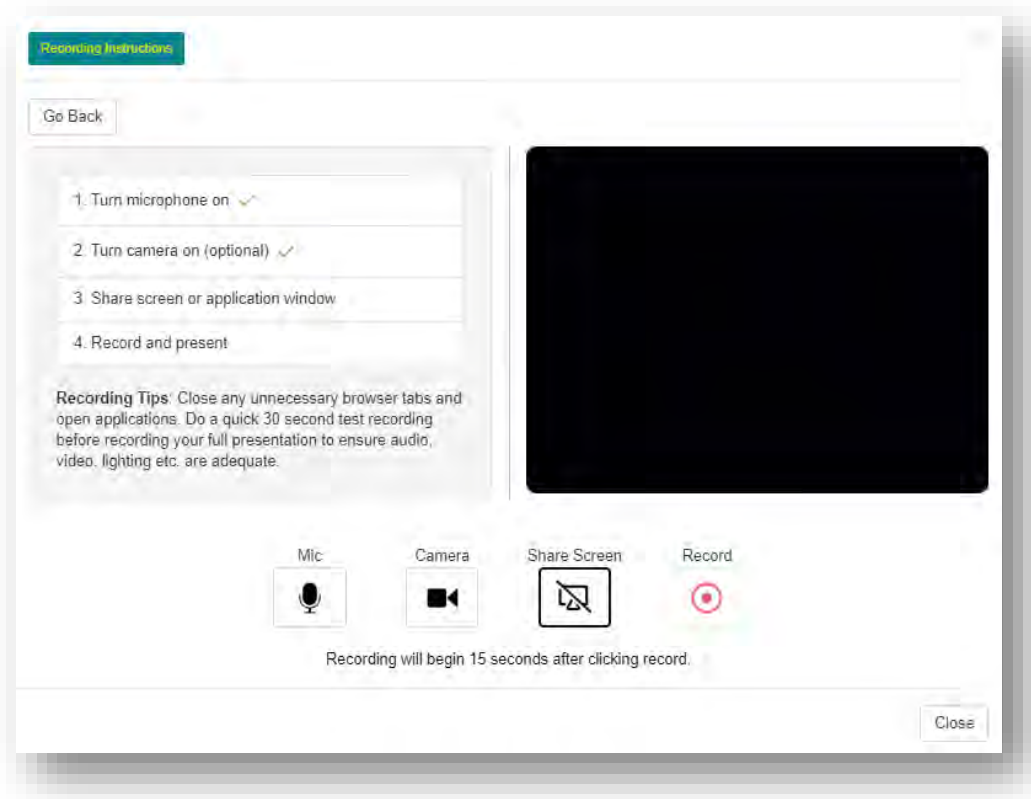 Recording Instructions
Go Back
1. Turn microphone on
2. Turn camera on (optional)
3. Share screen or application window
4. Record and present
Recording Tips: Close any unnecessary browser tabs and
open applications. Do a quick 30 second test recording
before recording your full presentation to ensure audio,
video, lighting etc. are adequate.
Mic Camera Share Screen Record
Recording will begin 15 seconds after clicking record.
Close